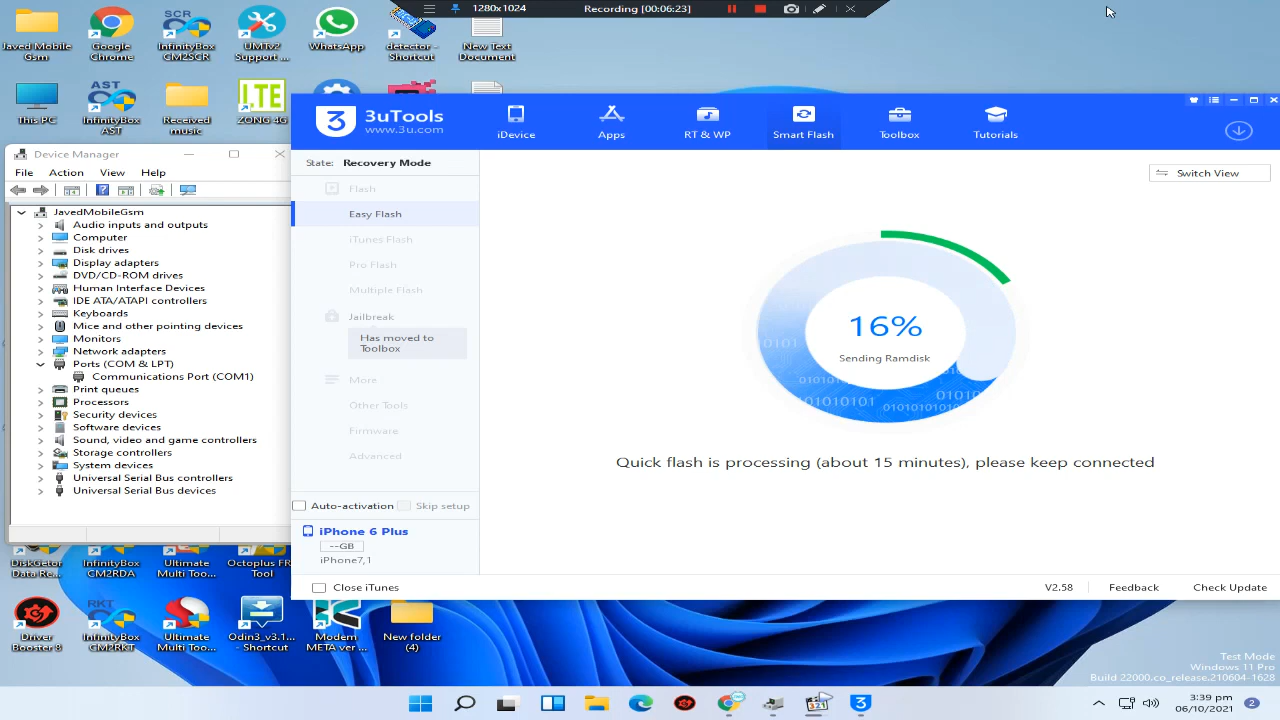 1280x1024
Recording [00:06:23]
Javed Mobile
Gsm
Google
Chrome
InfinityBox
CM2SCR
UMTv2
Support ...
WhatsApp
detector -
Shortcut
New Text
Document
This PC
InfinityBox
AST
Received
music
ZONG 4G
SCR
AST
LTE
3uTools
www.3u.com
iDevice
Apps
RT & WP
Smart Flash
Toolbox
Tutorials
Device Manager
File
Action
View
Help
JavedMobileGsm
Audio inputs and outputs
Computer
Disk drives
Display adapters
DVD/CD-ROM drives
Human Interface Devices
IDE ATA/ATAPI controllers
Keyboards
Mice and other pointing devices
Monitors
Network adapters
Ports (COM & LPT)
Communications Port (COM1)
Print queues
Processors
Security devices
Software devices
Sound, video and game controllers
Storage controllers
System devices
Universal Serial Bus controllers
Universal Serial Bus devices
State: Recovery Mode
Flash
Easy Flash
iTunes Flash
Pro Flash
Multiple Flash
Jailbreak
Has moved to
Toolbox
More
Other Tools
Firmware
Advanced
Auto-activation
Skip setup
iPhone 6 Plus
--GB
iPhone7,1
Close iTunes
Switch View
16%
Sending Ramdisk
Quick flash is processing (about 15 minutes), please keep connected
V2.58
Feedback
Check Update
DiskGetor
Data Re...
InfinityBox
CM2RDA
Ultimate
Multi Too...
Octoplus FR
Tool
RKT
Driver
Booster 8
InfinityBox
CM2RKT
Ultimate
Multi Too...
Odin3_v3.1...
- Shortcut
Modem
META ver ...
New folder
(4)
Test Mode
Windows 11 Pro
Build 22000.co_release.210604-1628
3:39 pm
06/10/2021
2